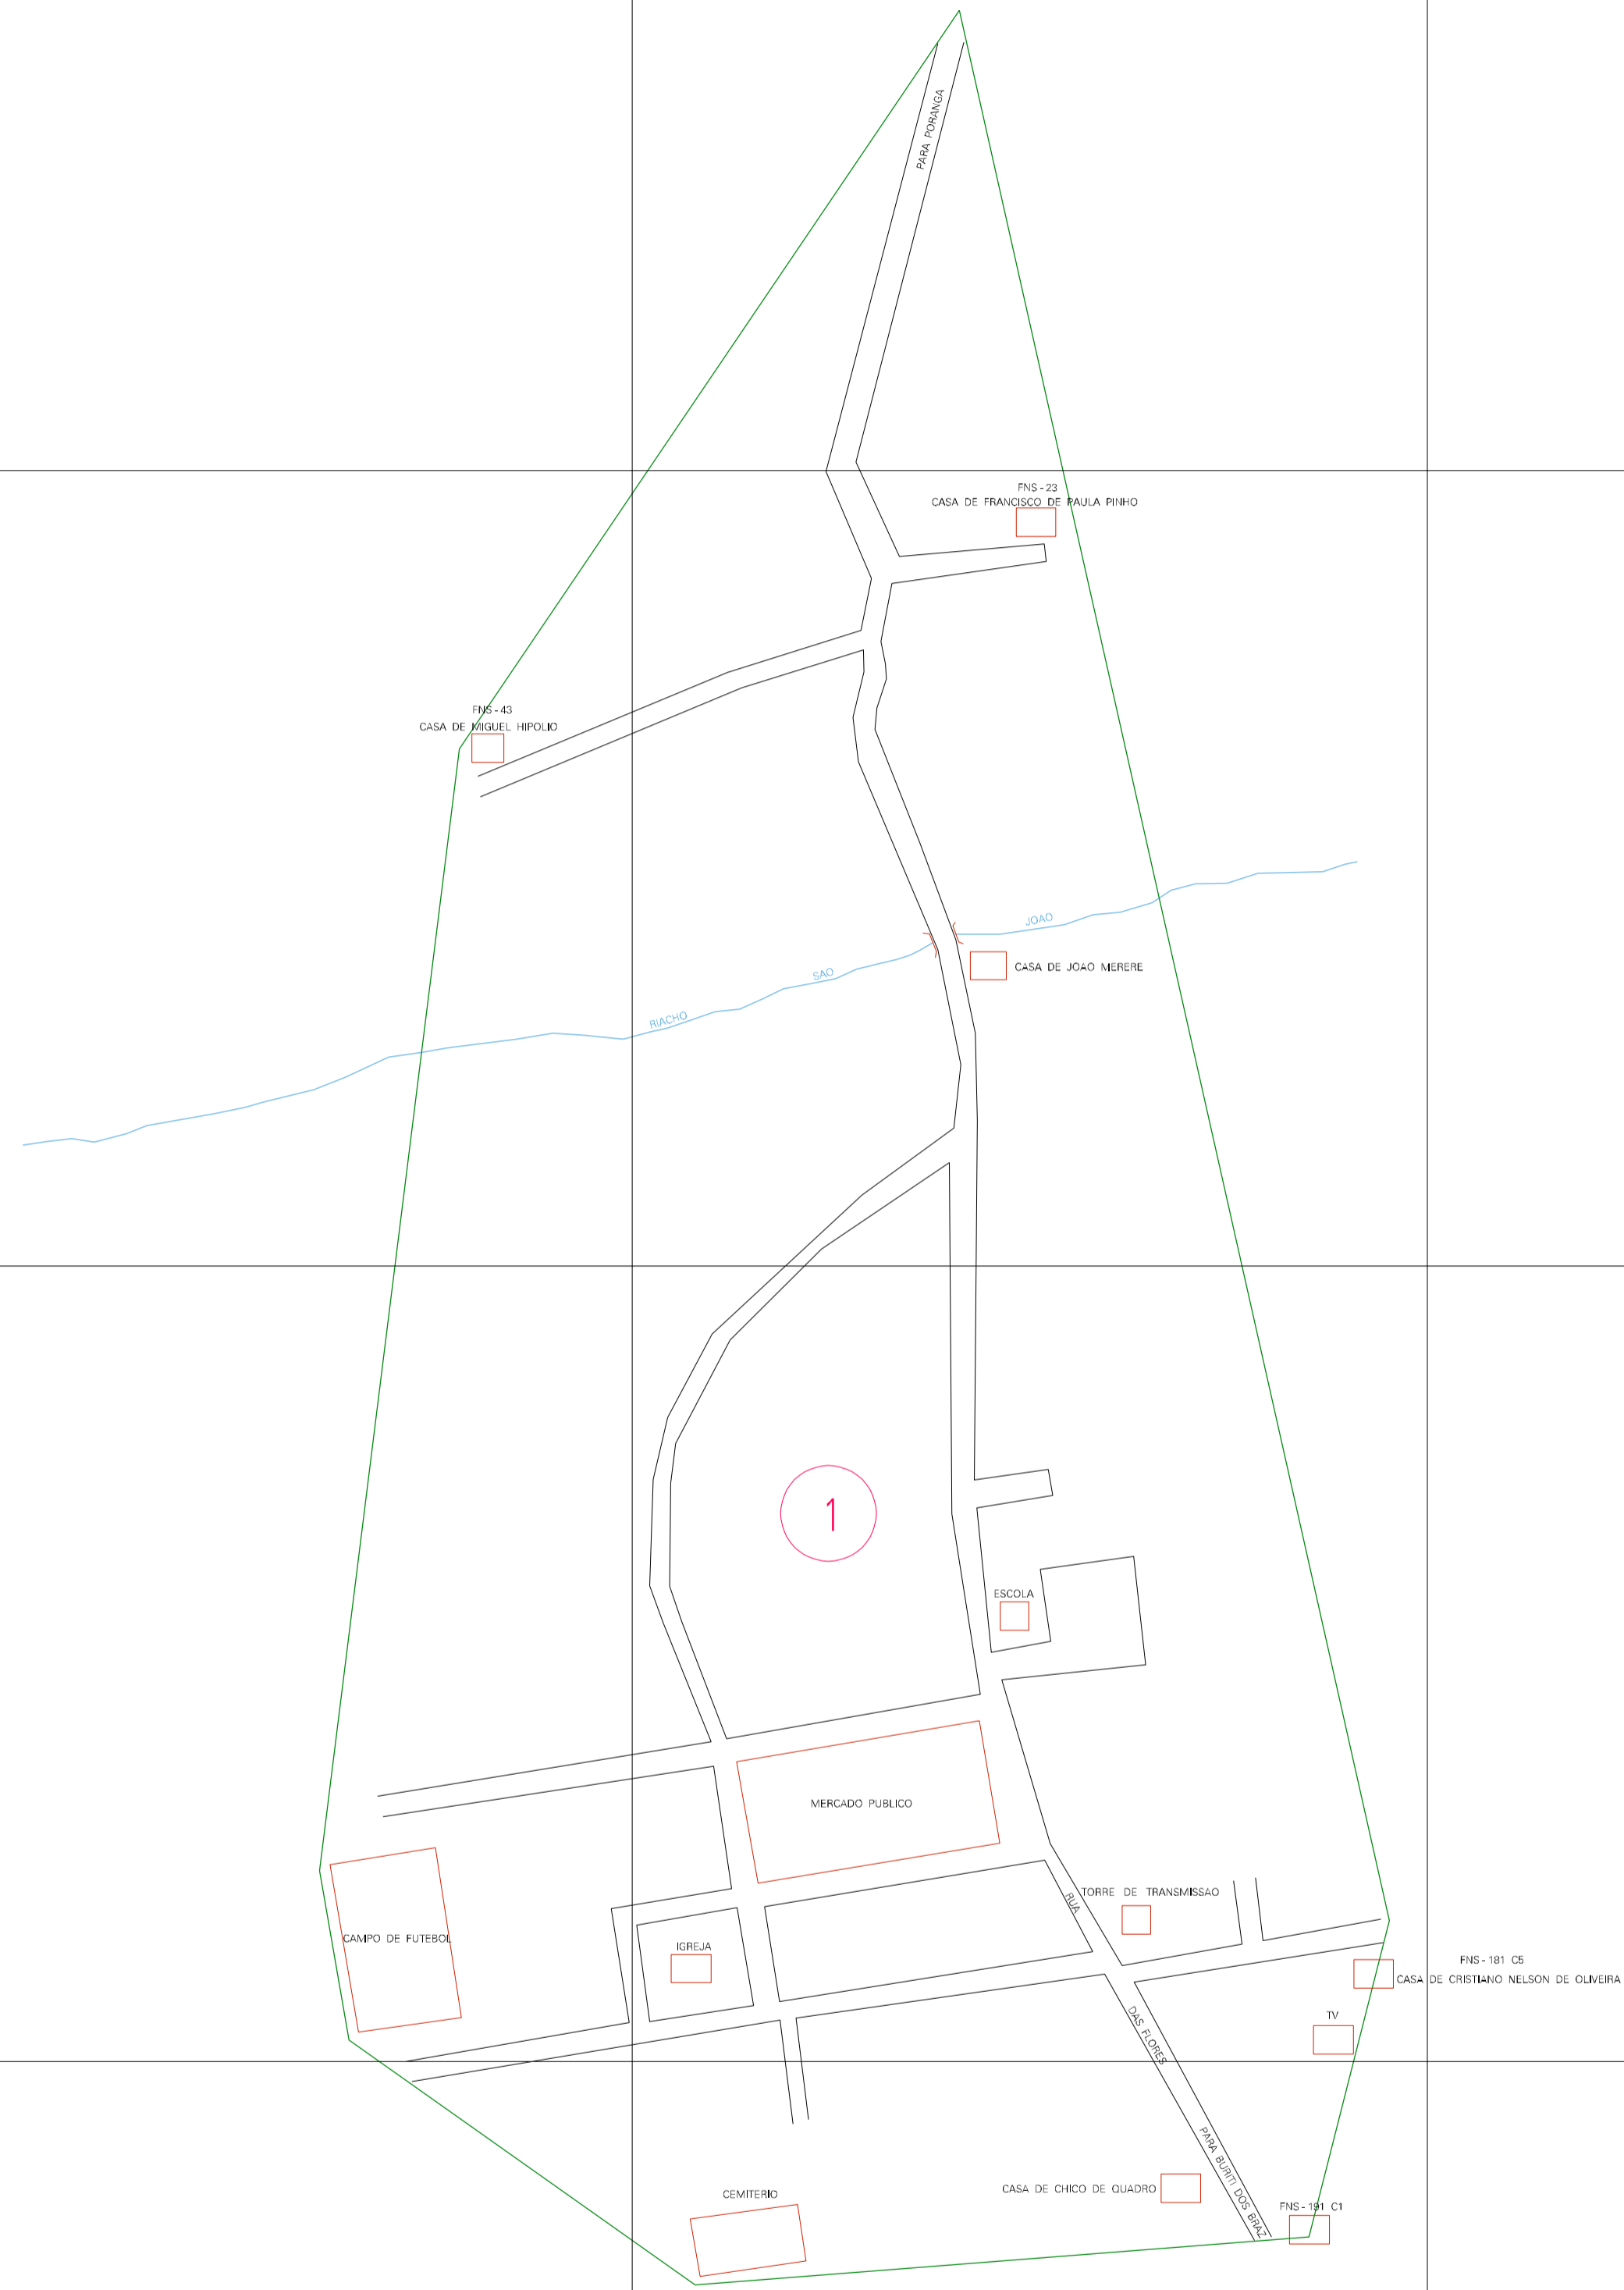 PARA PORANGA
FNS - 23
CASA DE FRANCISCO DE PAULA PINHO
FNS - 43
CASA DE MIGUEL HIPOLIO
RIACHO SAO JOAO
CASA DE JOAO MERERE
1
ESCOLA
MERCADO PUBLICO
TORRE DE TRANSMISSAO
RUA DAS FLORES
CAMPO DE FUTEBOL
IGREJA
FNS - 181 C5
CASA DE CRISTIANO NELSON DE OLIVEIRA
TV
PARA BURITI DOS BRAZ
CASA DE CHICO DE QUADRO
CEMITERIO
FNS - 191 C1